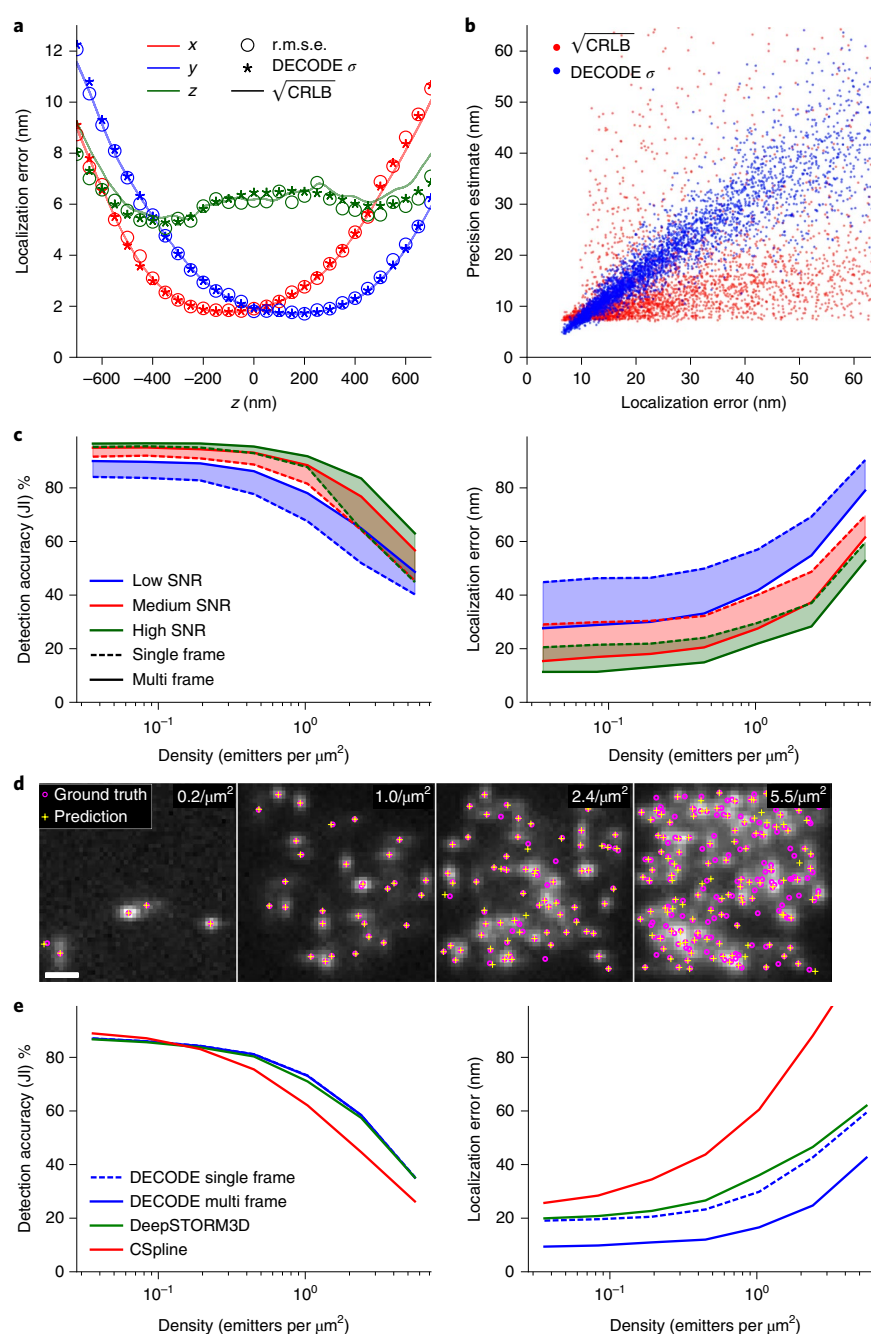 a
12
10
8
6
4
2
0
Localization error (nm)
x
y
z
r.m.s.e.
DECODE σ
√CRLB
−600
−400
−200
0
200
400
600
z (nm)
b
60
50
40
30
20
10
0
Precision estimate (nm)
√CRLB
DECODE σ
0
10
20
30
40
50
60
Localization error (nm)
c
80
60
40
20
0
Detection accuracy (JI) %
Low SNR
Medium SNR
High SNR
Single frame
Multi frame
10⁻¹
10⁰
Density (emitters per μm²)
80
60
40
20
0
Localization error (nm)
10⁻¹
10⁰
Density (emitters per μm²)
d
Ground truth
Prediction
0.2/μm²
1.0/μm²
2.4/μm²
5.5/μm²
e
80
60
40
20
0
Detection accuracy (JI) %
DECODE single frame
DECODE multi frame
DeepSTORM3D
CSpline
10⁻¹
10⁰
Density (emitters per μm²)
80
60
40
20
0
Localization error (nm)
10⁻¹
10⁰
Density (emitters per μm²)